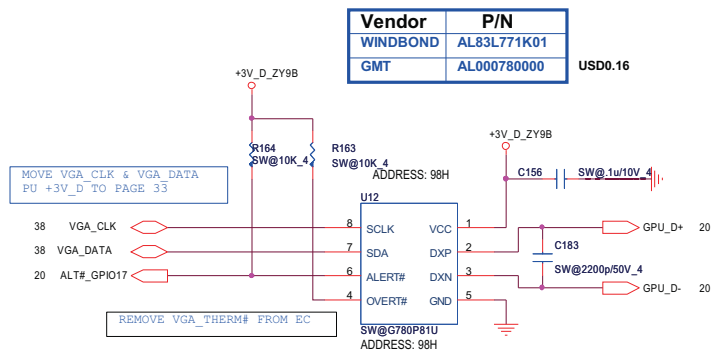 Vendor P/N
WINDBOND AL83L771K01
GMT AL000780000 USD0.16
+3V_D_ZY9B
R164
SW@10K_4
R163
SW@10K_4
+3V_D_ZY9B
ADDRESS: 98H
C156
SW@.1u/10V_4
MOVE VGA_CLK & VGA_DATA
PU +3V_D TO PAGE 33
U12
38 VGA_CLK 8 SCLK VCC 1 GPU_D+ 20
38 VGA_DATA 7 SDA DXP 2
C183
SW@2200p/50V_4
20 ALT#_GPIO17 6 ALERT# DXN 3 GPU_D- 20
4 OVERT# GND 5
REMOVE VGA_THERM# FROM EC
SW@G780P81U
ADDRESS: 98H